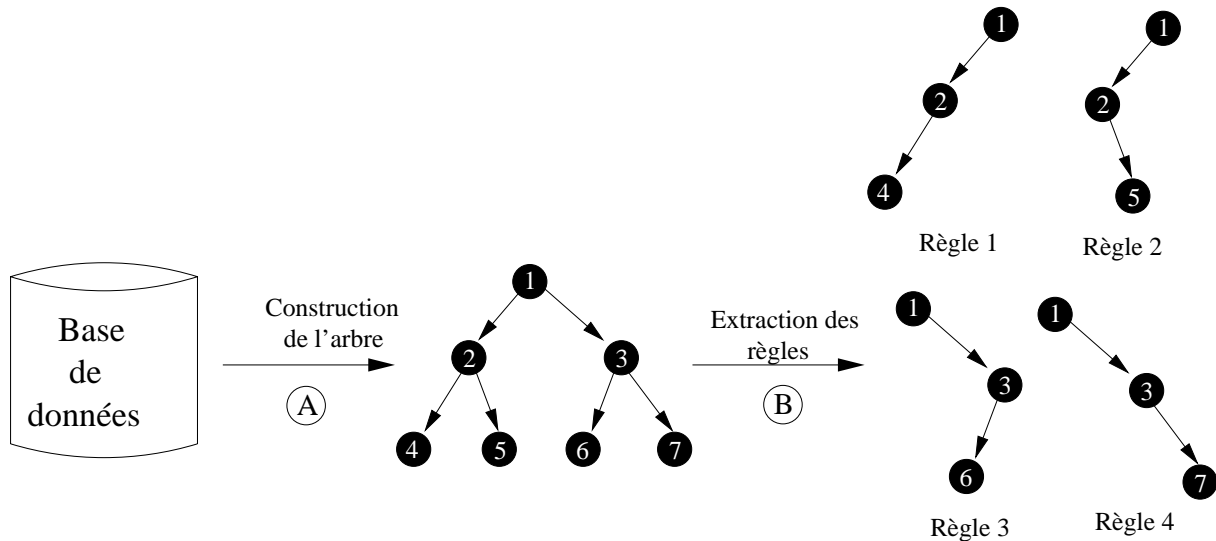 1
2
4
Règle 1
1
2
5
Règle 2
Base
de
données
Construction
de l'arbre
A
1
2
3
4
5
6
7
Extraction des
règles
B
1
3
6
Règle 3
1
3
7
Règle 4